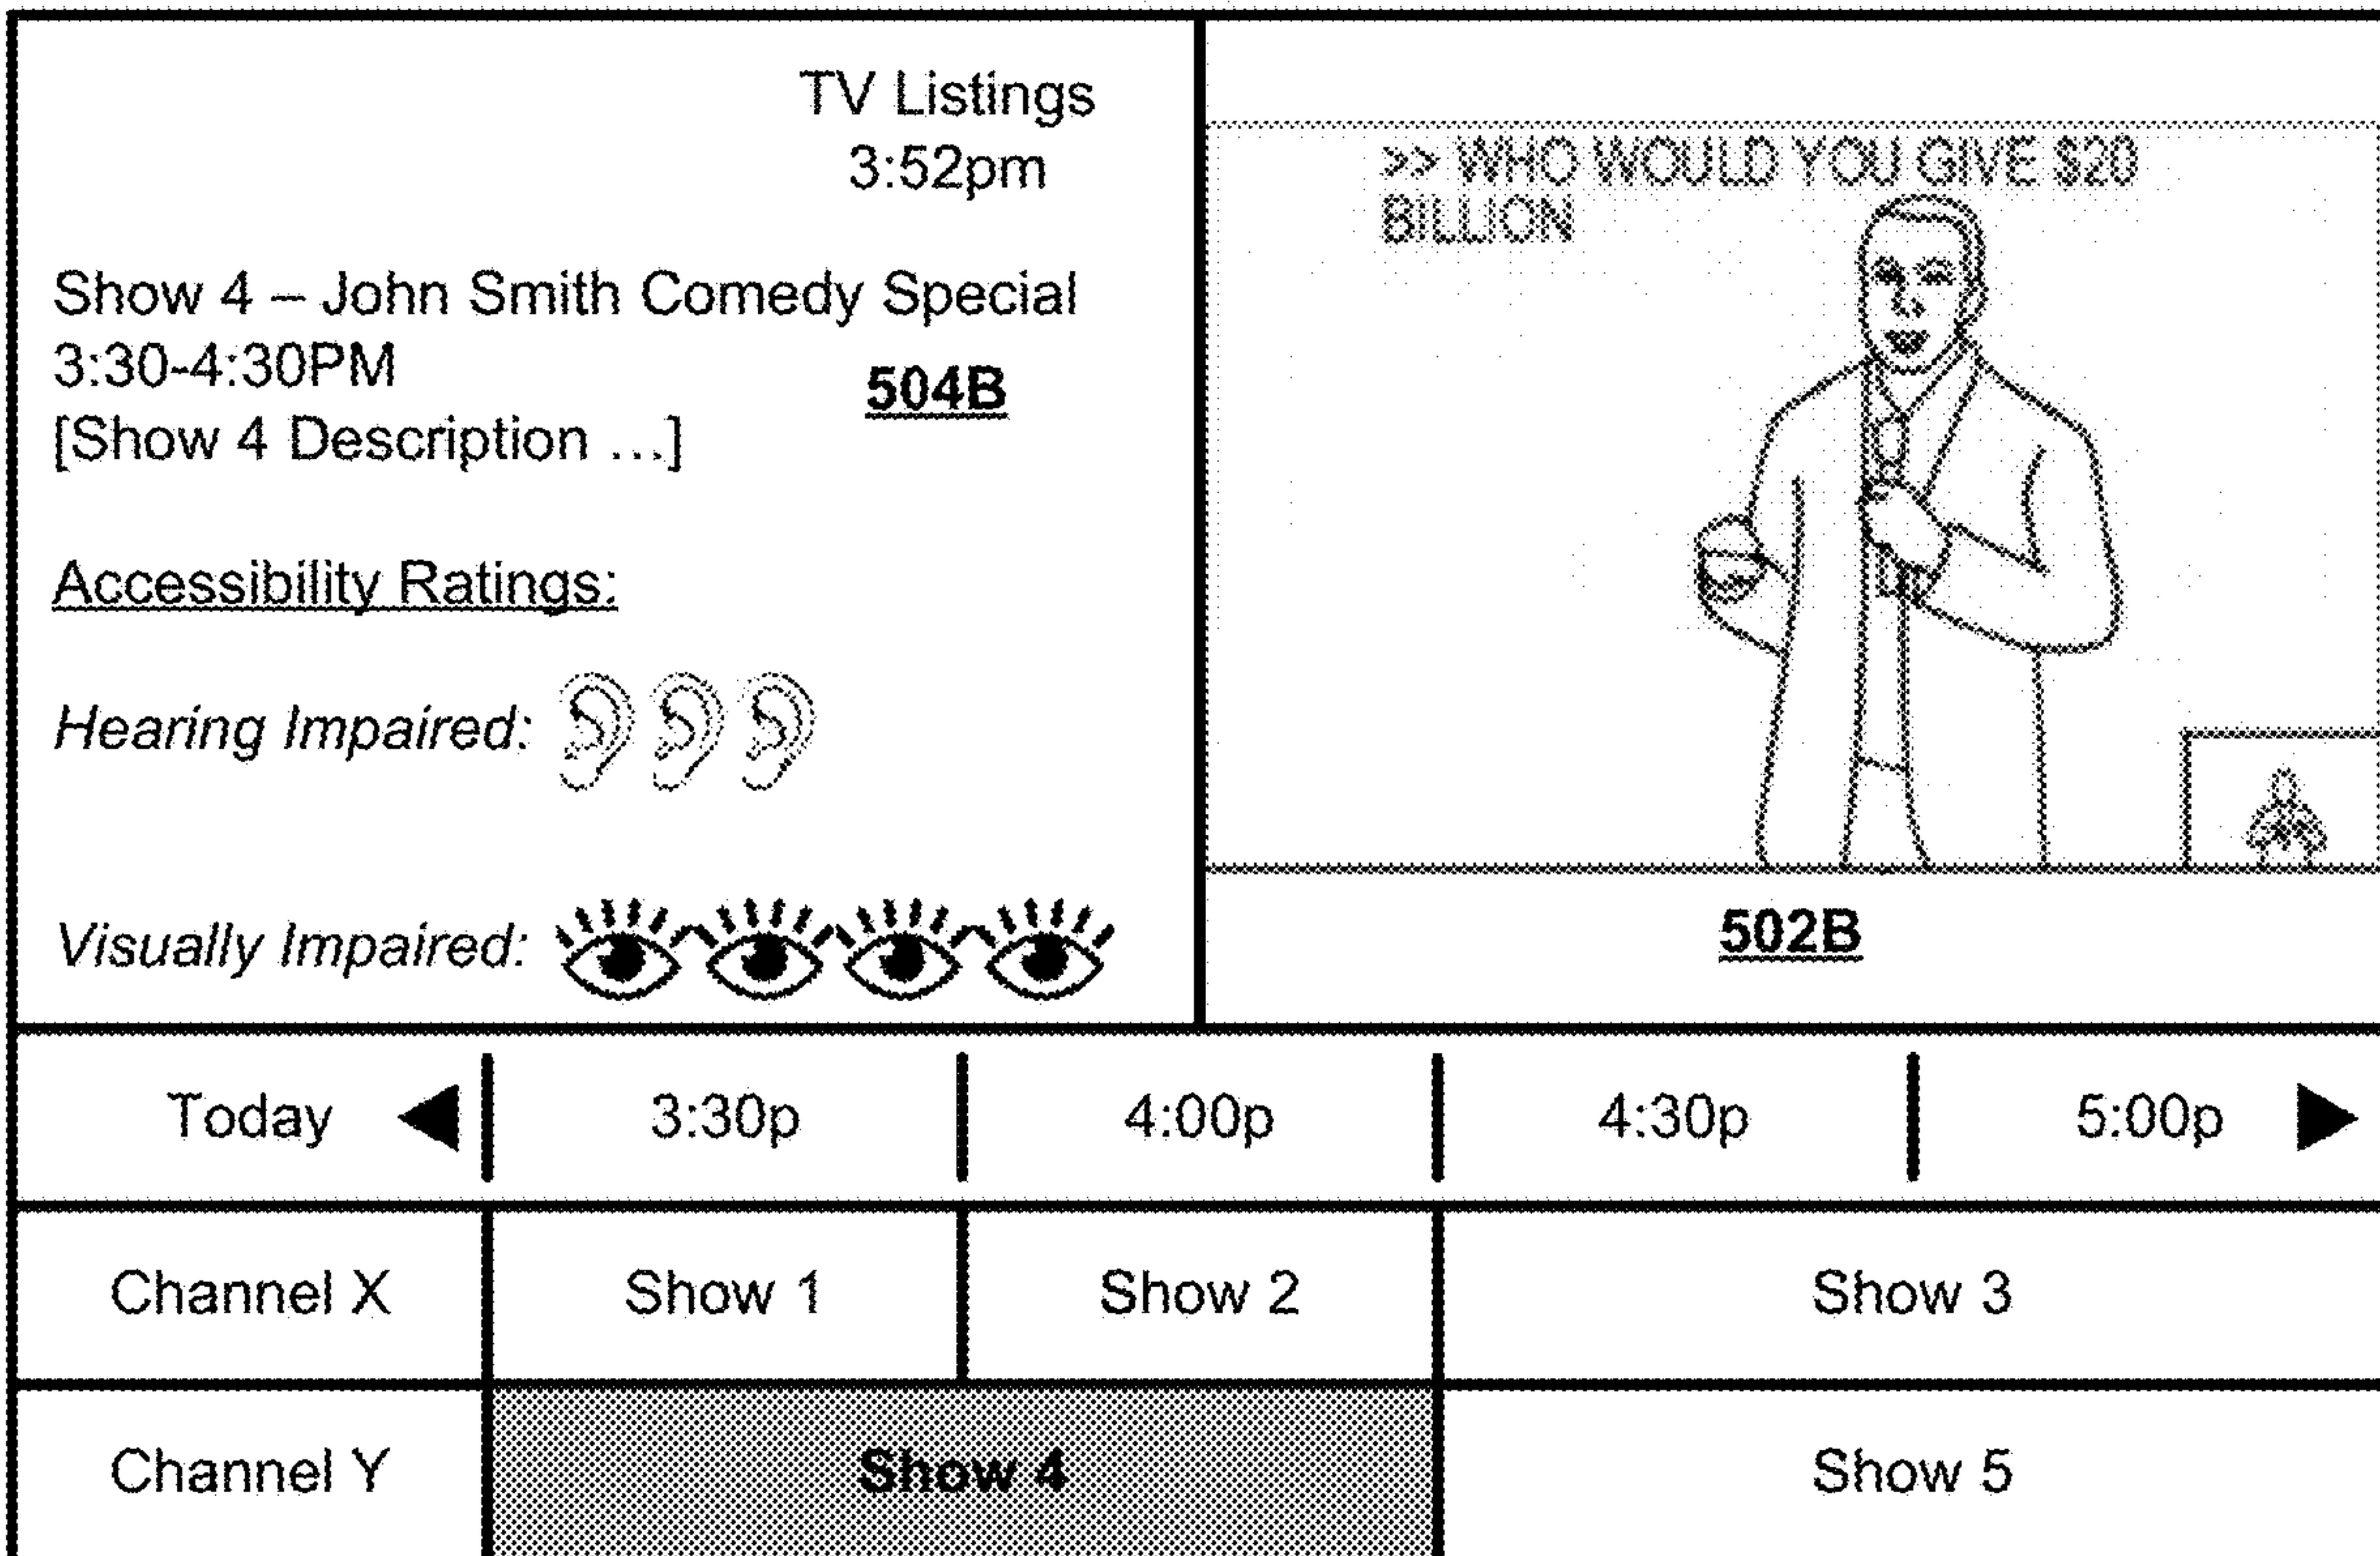 TV Listings
3:52pm
Show 4 – John Smith Comedy Special
3:30-4:30PM
504B
[Show 4 Description ...]
Accessibility Ratings:
Hearing Impaired:
Visually Impaired:
>> WHO WOULD YOU GIVE $20
BILLION
502B
Today 3:30p 4:00p 4:30p 5:00p
Channel X Show 1 Show 2 Show 3
Channel Y Show 4 Show 5